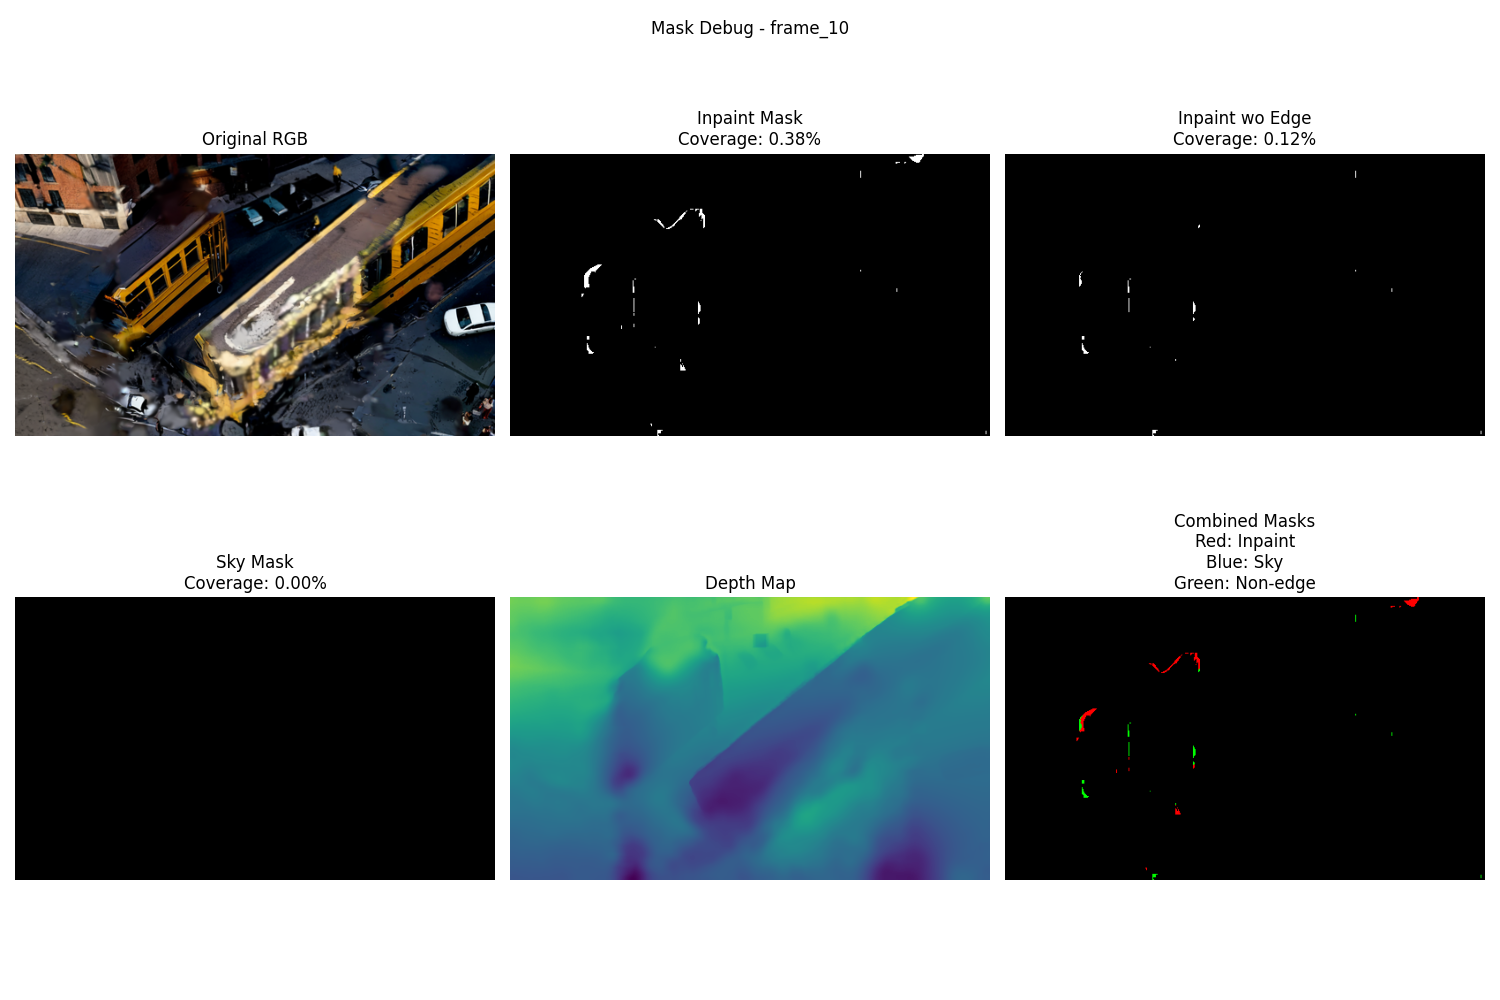 Mask Debug - frame_10
Original RGB
Inpaint Mask
Coverage: 0.38%
Inpaint wo Edge
Coverage: 0.12%
Sky Mask
Coverage: 0.00%
Depth Map
Combined Masks
Red: Inpaint
Blue: Sky
Green: Non-edge